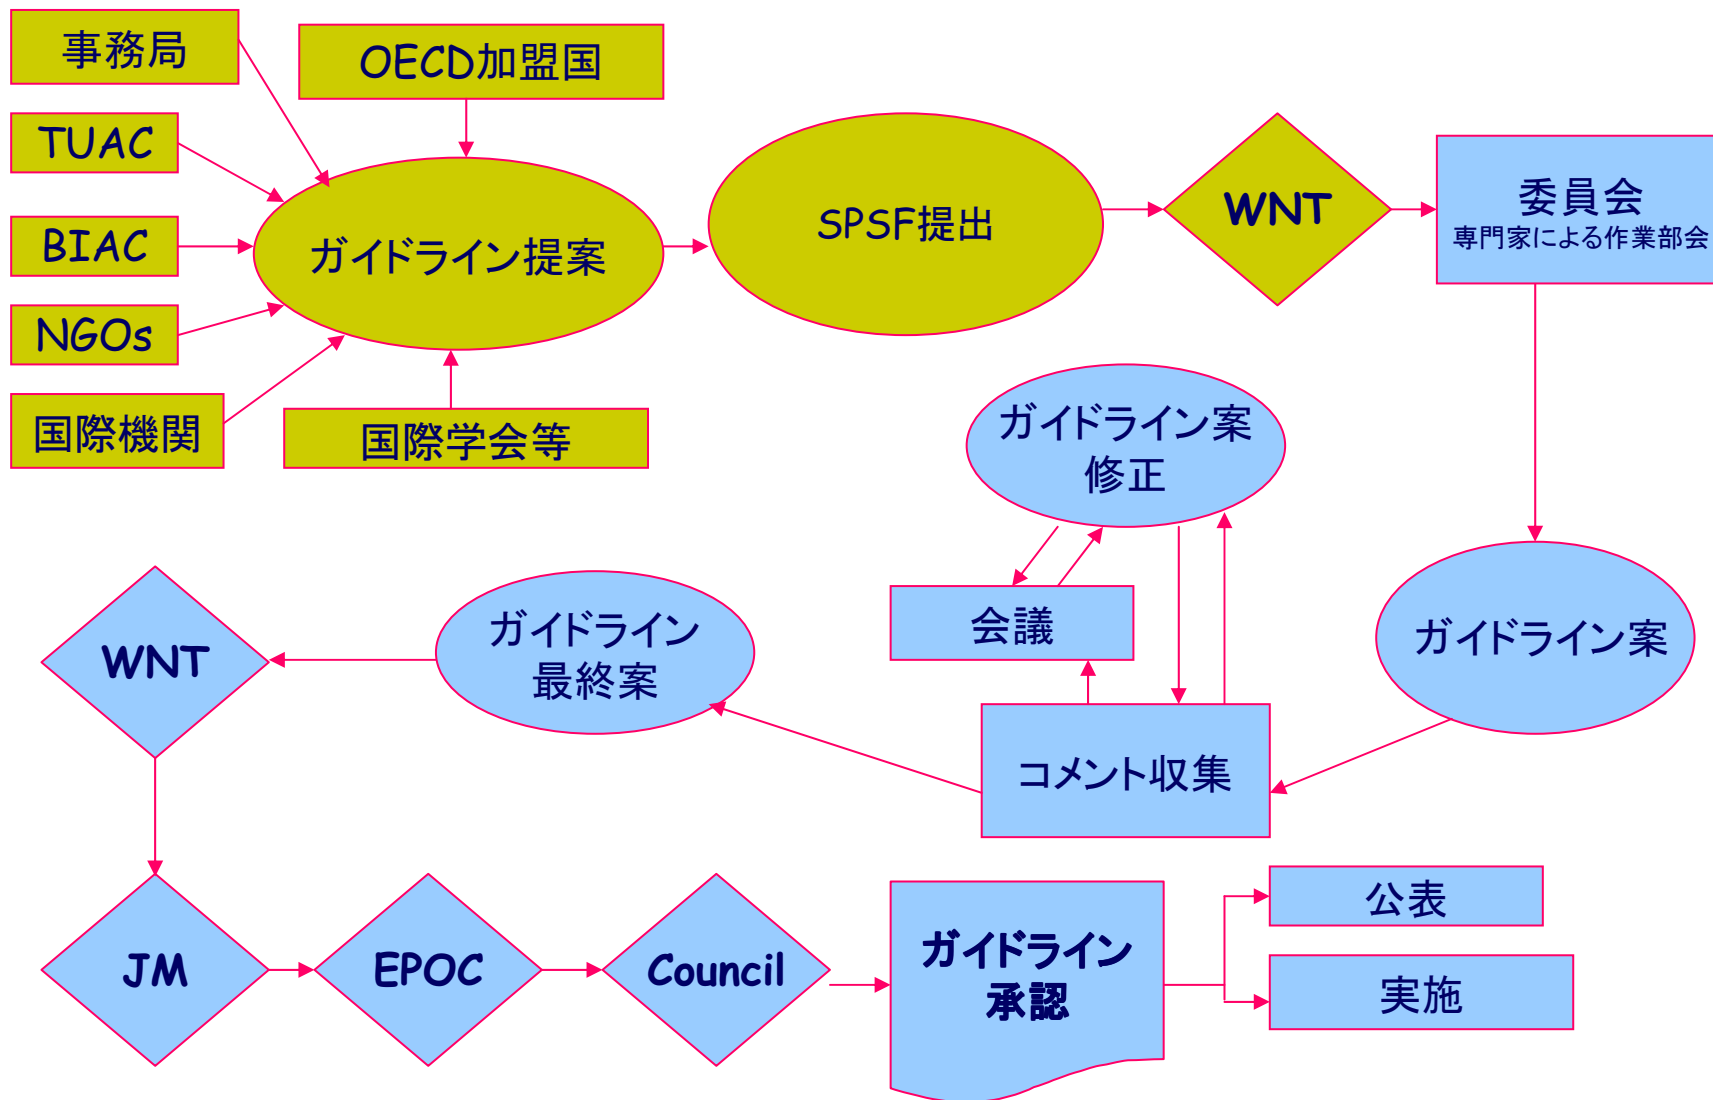 事務局
OECD加盟国
TUAC
BIAC
NGOs
国際機関
国際学会等
ガイドライン提案
SPSF提出
WNT
委員会
専門家による作業部会
ガイドライン案
修正
会議
ガイドライン案
コメント収集
ガイドライン
最終案
WNT
JM
EPOC
Council
ガイドライン
承認
公表
実施